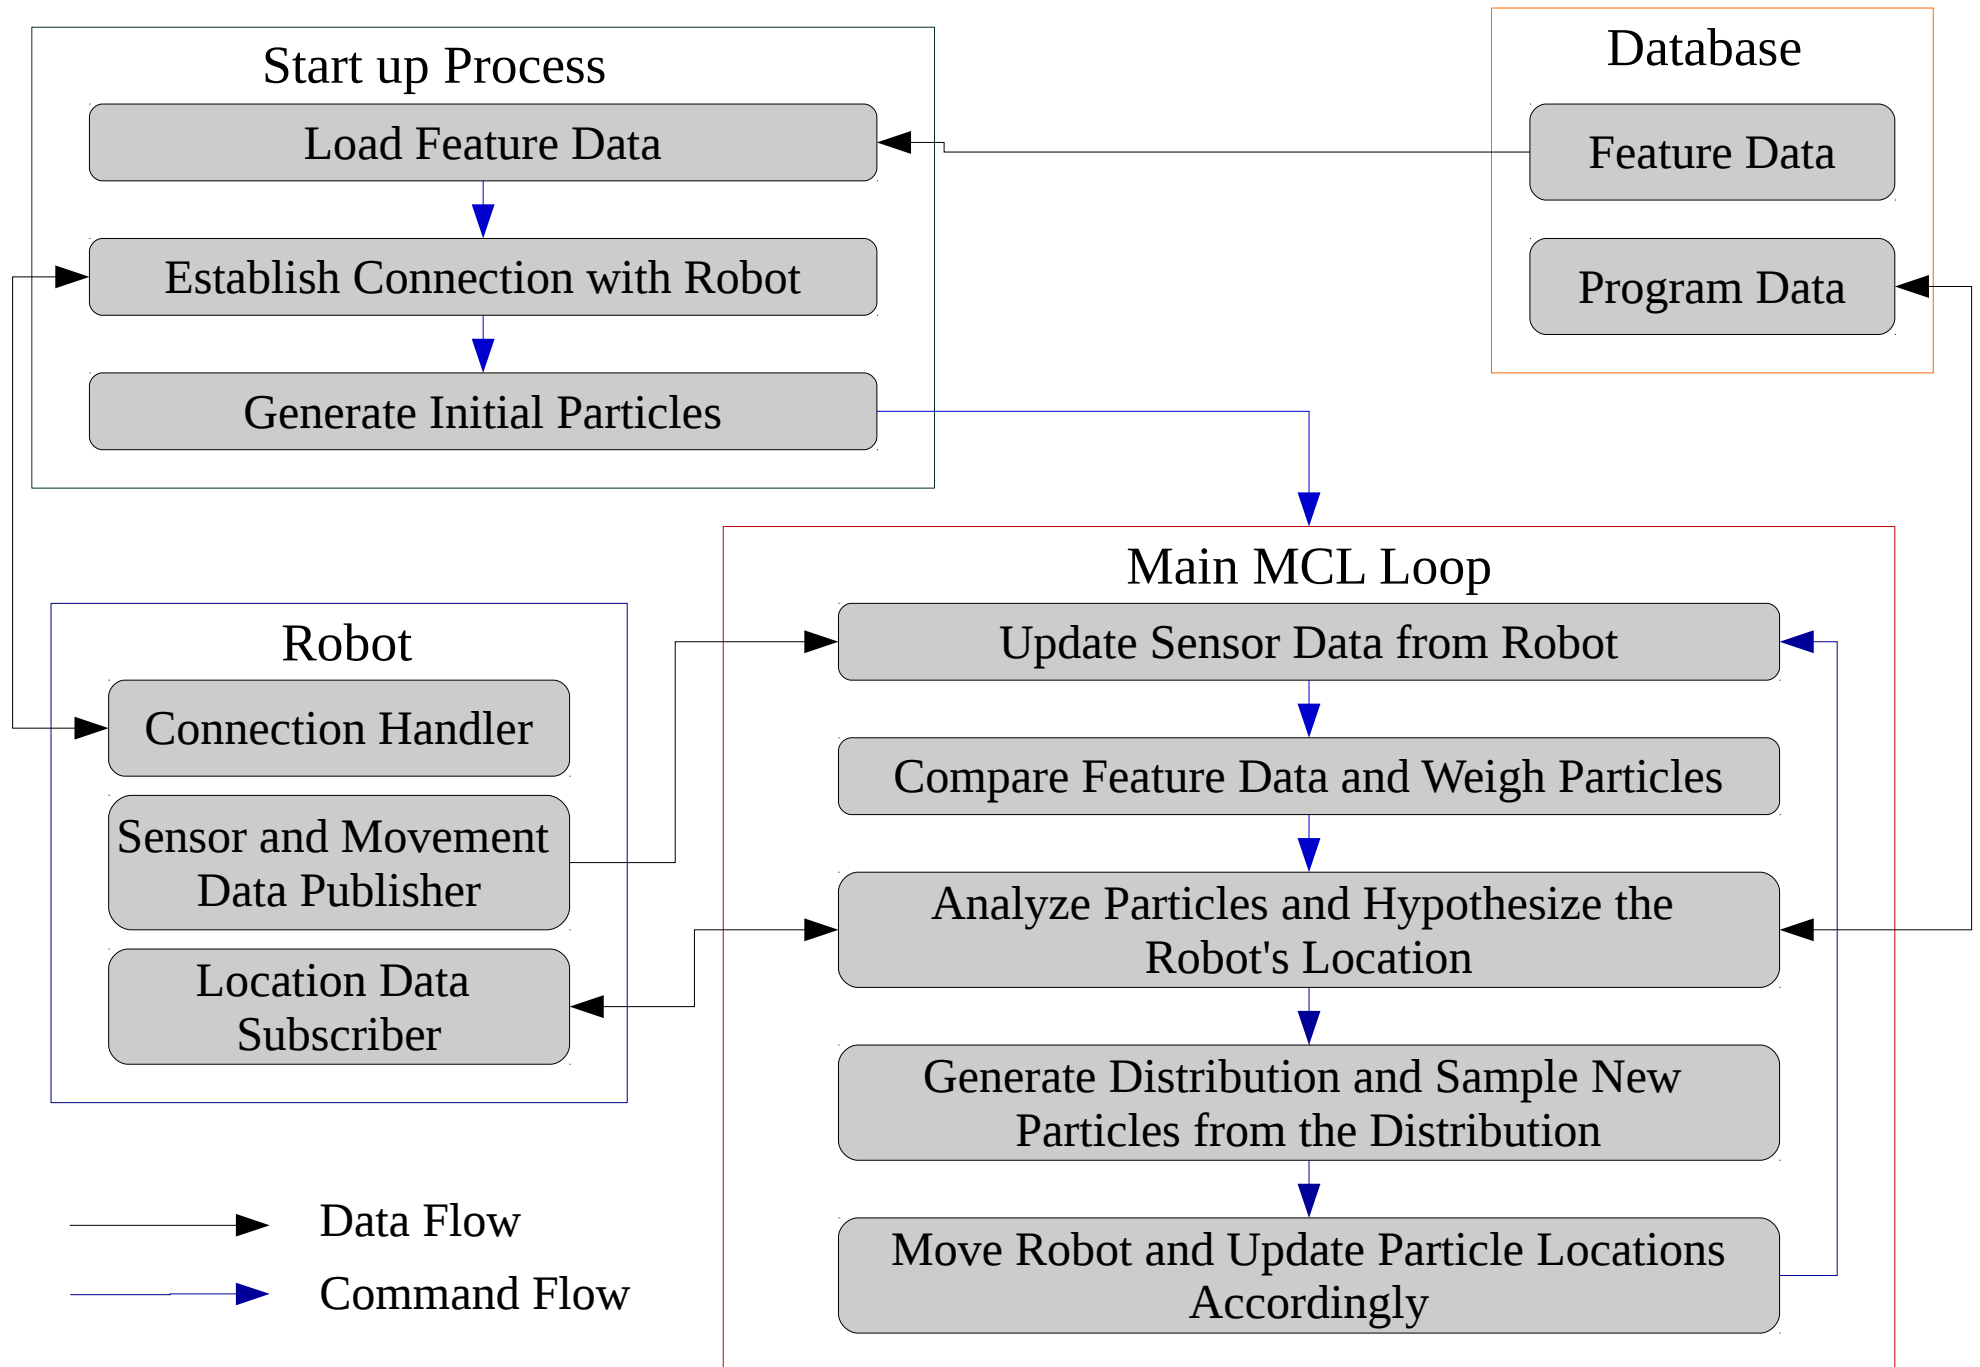 Start up Process
Load Feature Data
Establish Connection with Robot
Generate Initial Particles
Database
Feature Data
Program Data
Robot
Connection Handler
Sensor and Movement
Data Publisher
Location Data
Subscriber
Main MCL Loop
Update Sensor Data from Robot
Compare Feature Data and Weigh Particles
Analyze Particles and Hypothesize the
Robot's Location
Generate Distribution and Sample New
Particles from the Distribution
Move Robot and Update Particle Locations
Accordingly
Data Flow
Command Flow